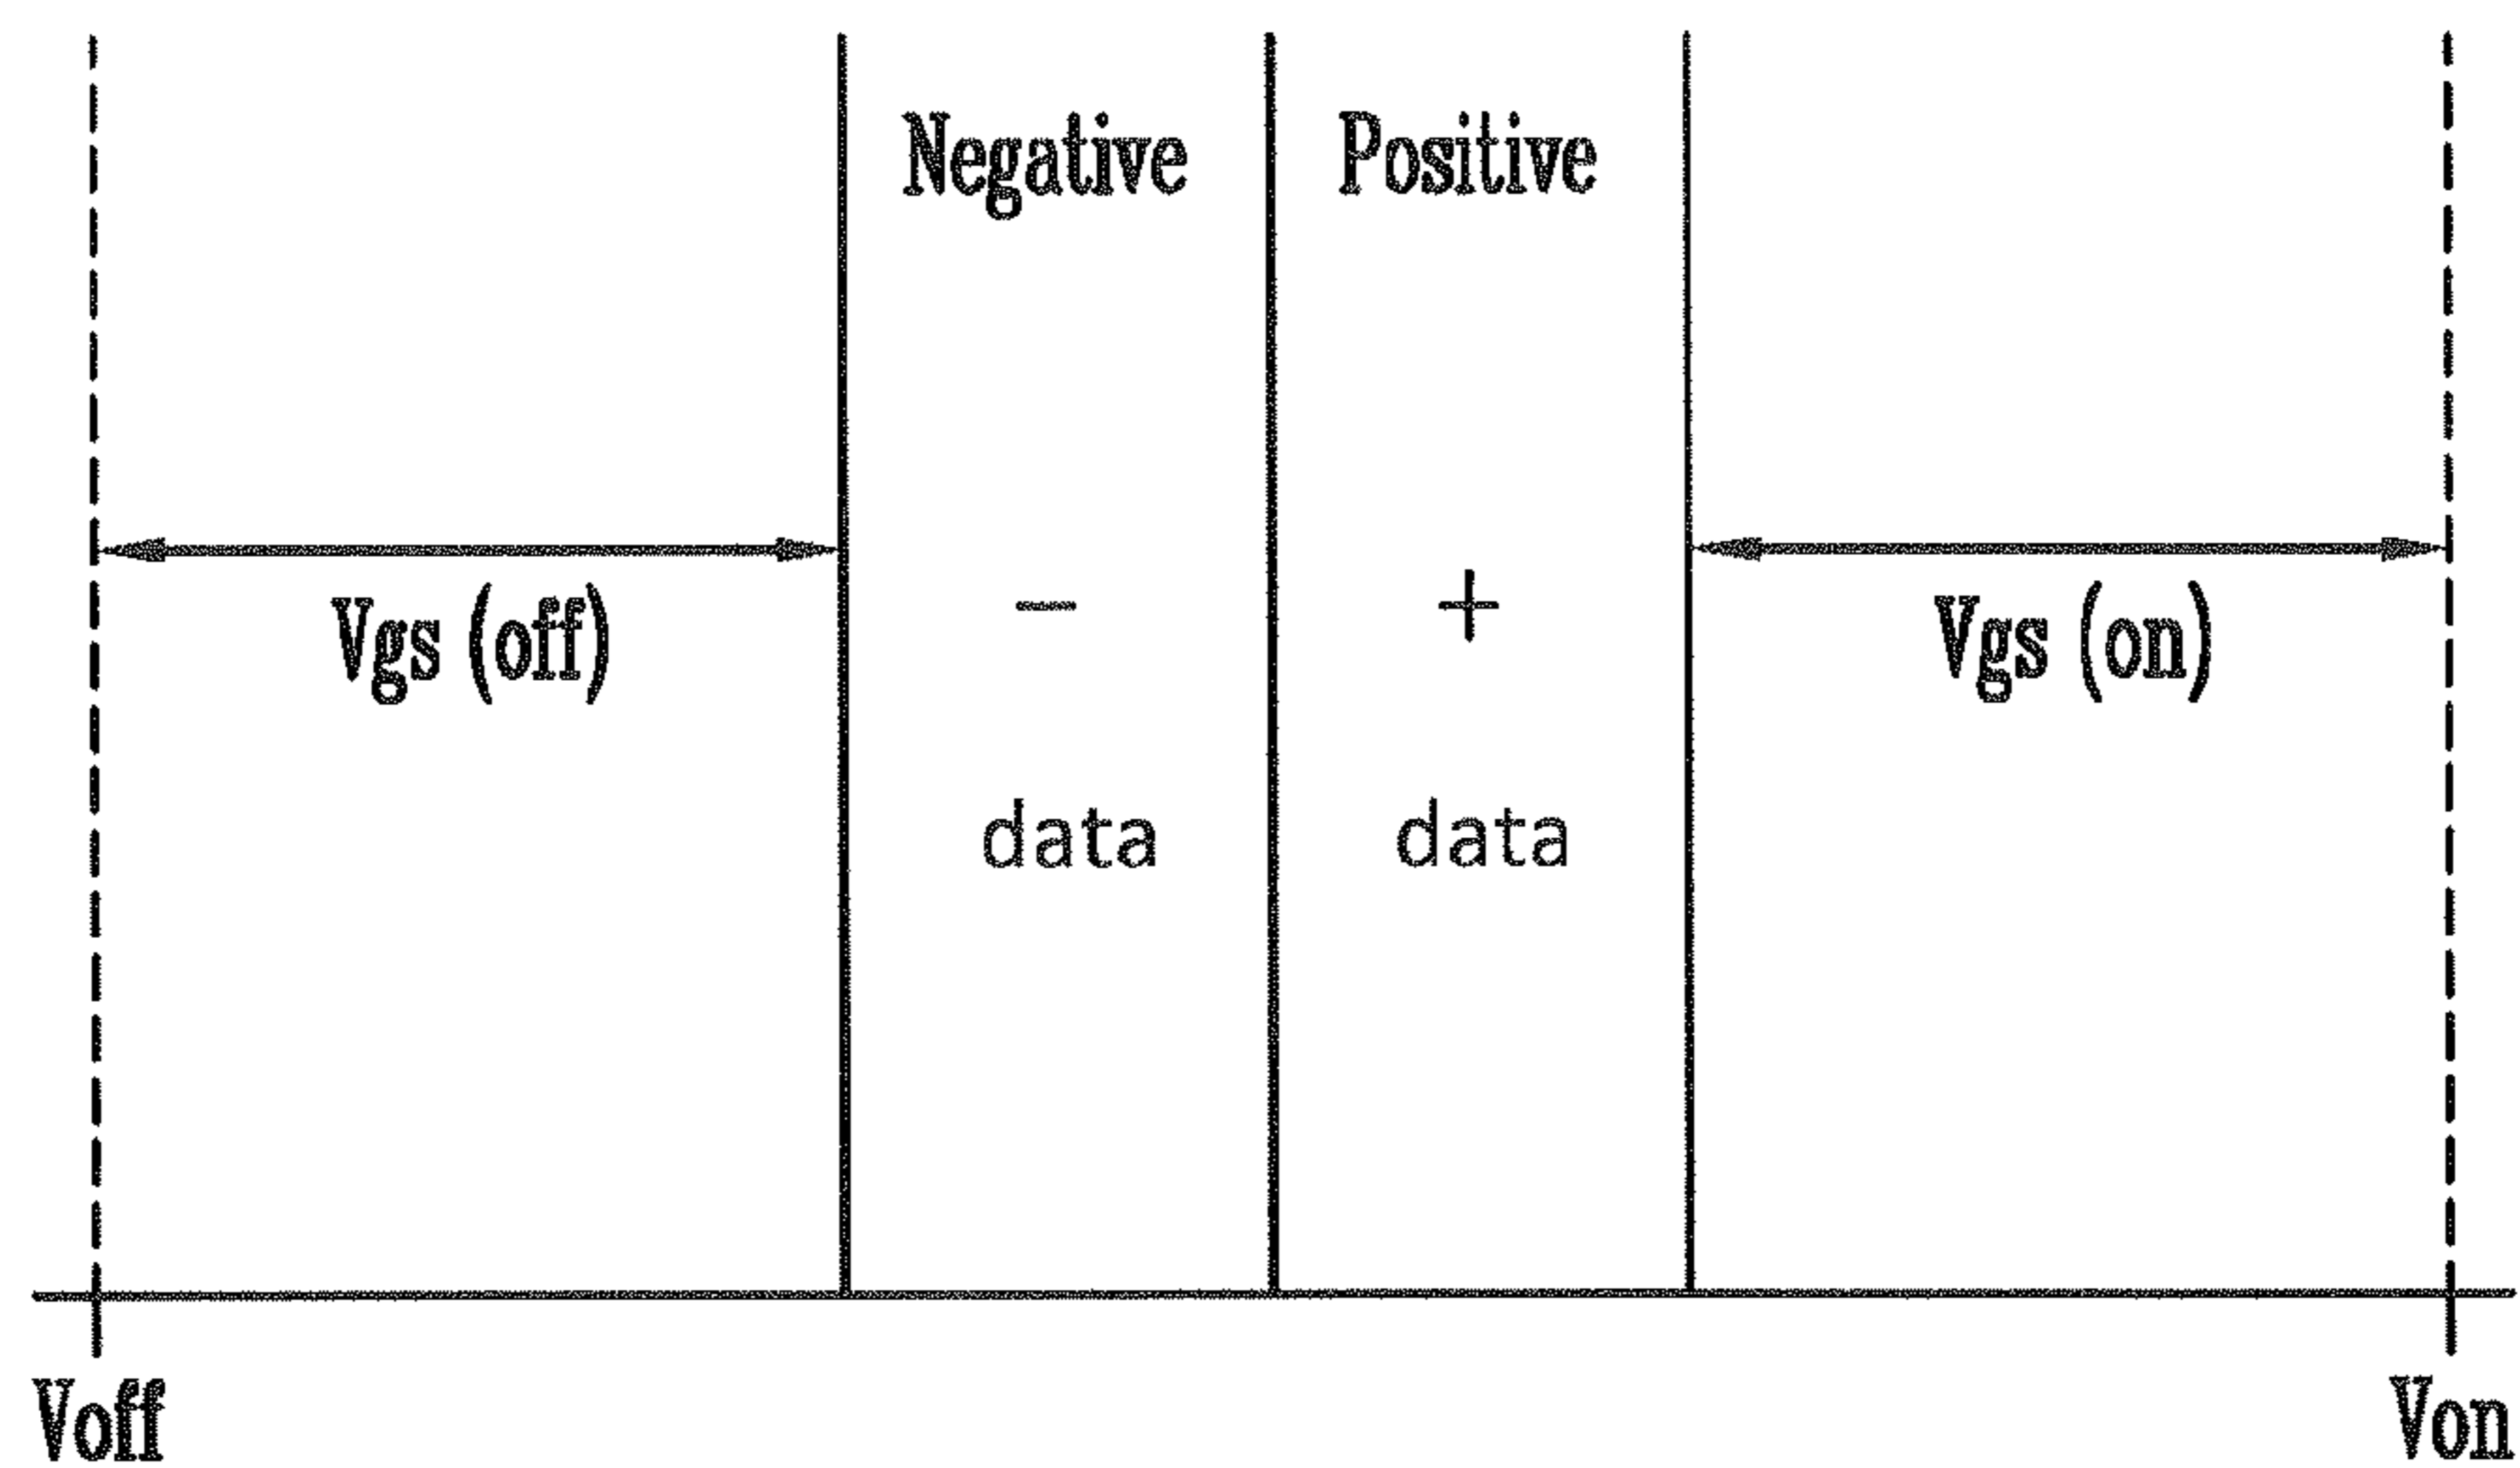 Negative Positive
Vgs (off) − + Vgs (on)
data data
Voff Von